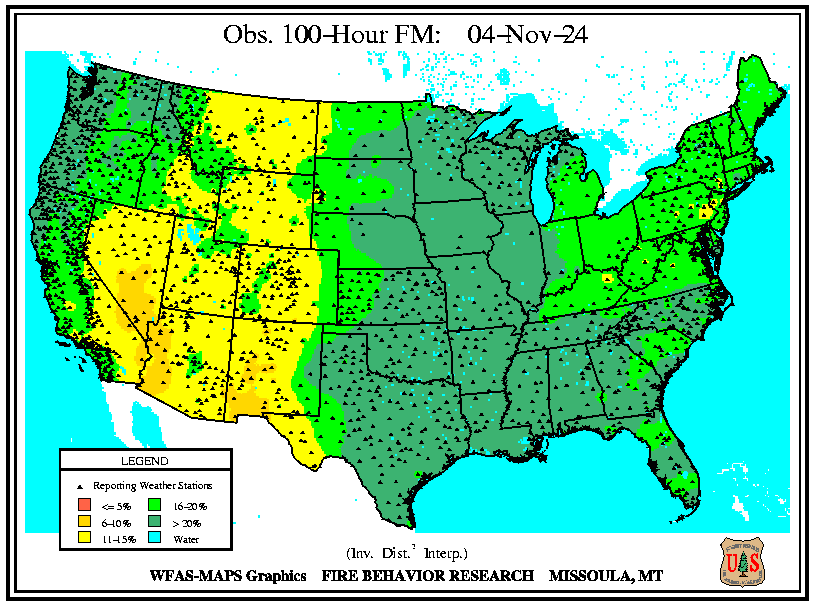 Obs. 100-Hour FM: 04-Nov-24
LEGEND
Reporting Weather Stations
<= 5%
16-20%
6-10%
> 20%
11-15%
Water
(Inv. Dist.² Interp.)
WFAS-MAPS Graphics FIRE BEHAVIOR RESEARCH MISSOULA, MT
U S